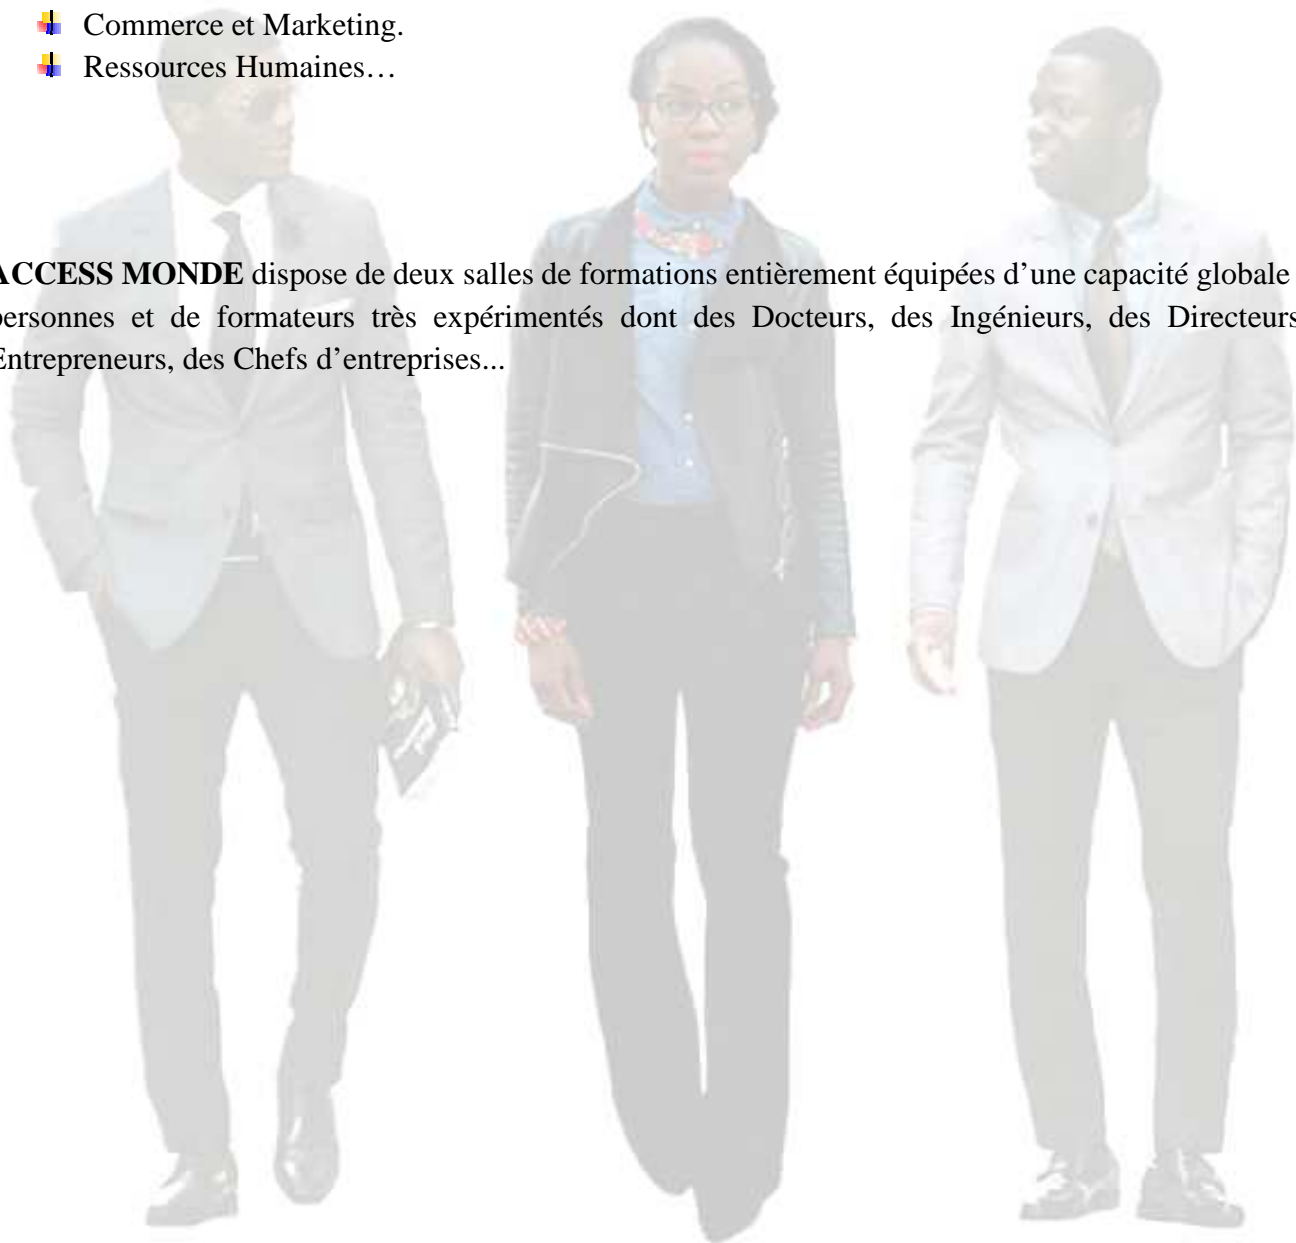 Commerce et Marketing.
Ressources Humaines…
ACCESS MONDE dispose de deux salles de formations entièrement équipées d’une capacité globale
personnes et de formateurs très expérimentés dont des Docteurs, des Ingénieurs, des Directeurs
Entrepreneurs, des Chefs d’entreprises...